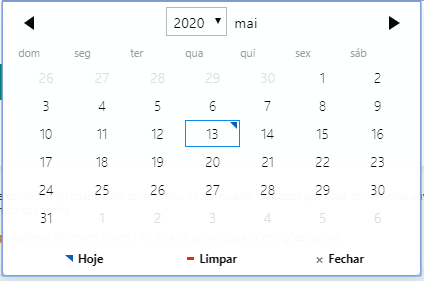 2020 mai
dom seg ter qua qui sex sáb
26 27 28 29 30 1 2
3 4 5 6 7 8 9
10 11 12 13 14 15 16
17 18 19 20 21 22 23
24 25 26 27 28 29 30
31 1 2 3 4 5 6
Hoje Limpar × Fechar